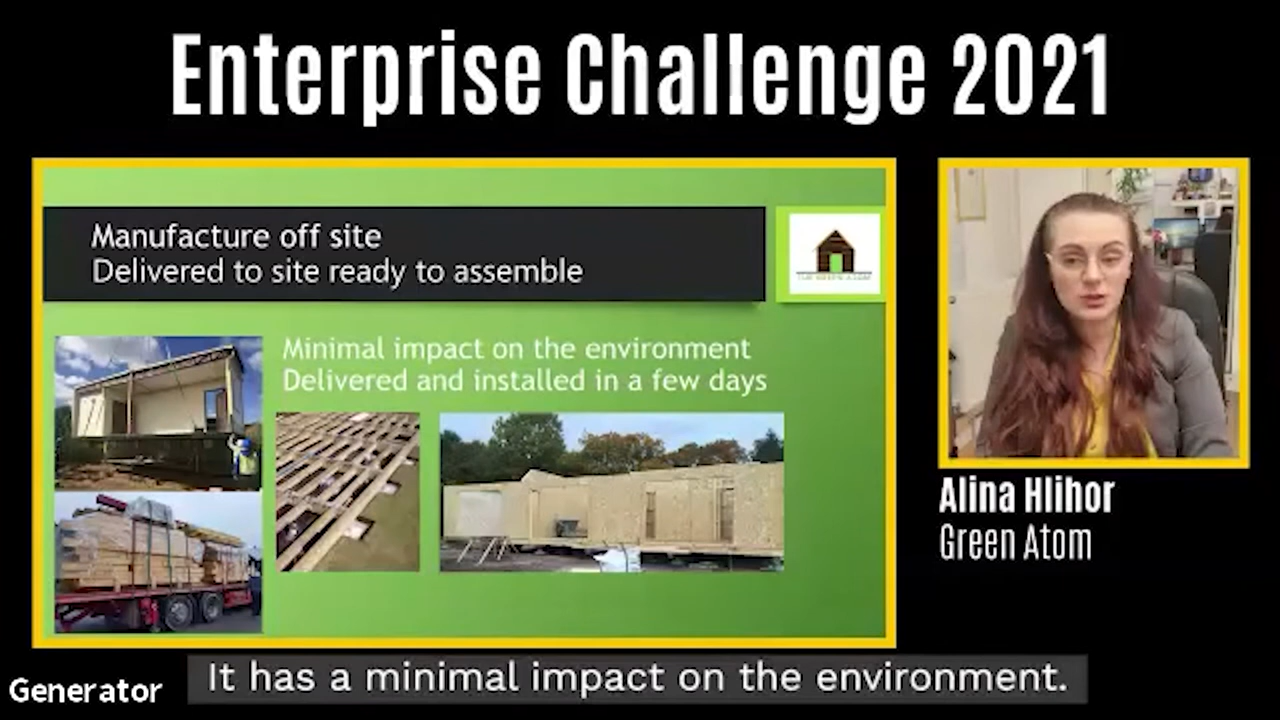 Enterprise Challenge 2021
Manufacture off site
Delivered to site ready to assemble
Minimal impact on the environment
Delivered and installed in a few days
Alina Hlihor
Green Atom
It has a minimal impact on the environment.
Generator